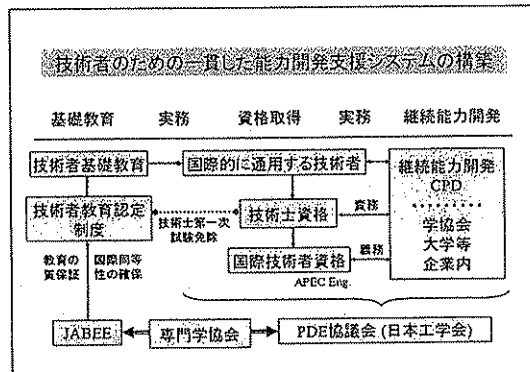 技術者のための一貫した能力開発支援システムの構築
基礎教育 実務 資格取得 実務 継続能力開発
技術者基礎教育
国際的に通用する技術者
継続能力開発
CPD
学協会
大学等
企業内
技術者教育認定
制度
技術士第一次
試験免除
技術士資格
責務
国際技術者資格
義務
APEC Eng.
教育の
質保証
国際同等
性の確保
JABEE
専門学協会
PDE協議会 (日本工学会)